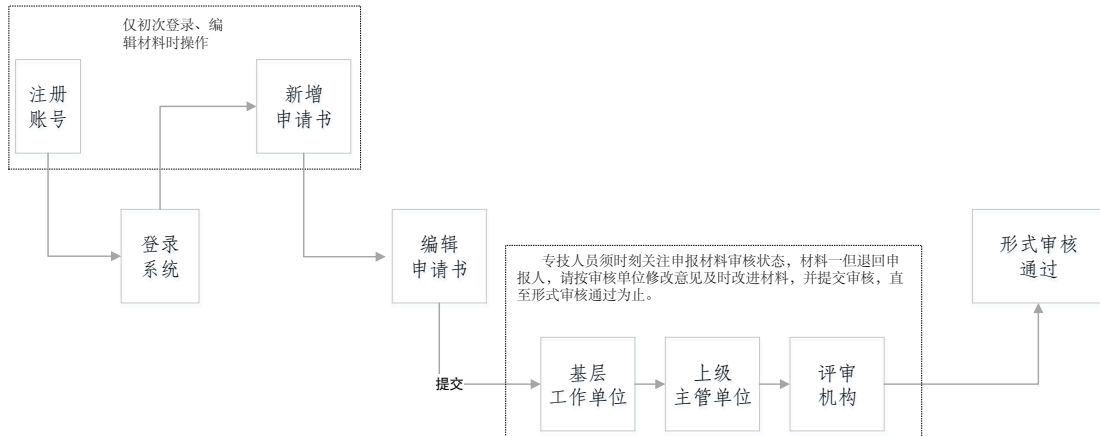 仅初次登录、编
辑材料时操作
注册
账号
新增
申请书
登录
系统
编辑
申请书
专技人员须时刻关注申报材料审核状态，材料一但退回申
报人，请按审核单位修改意见及时改进材料，并提交审核，直
至形式审核通过为止。
形式审核
通过
提交
基层
工作单位
上级
主管单位
评审
机构